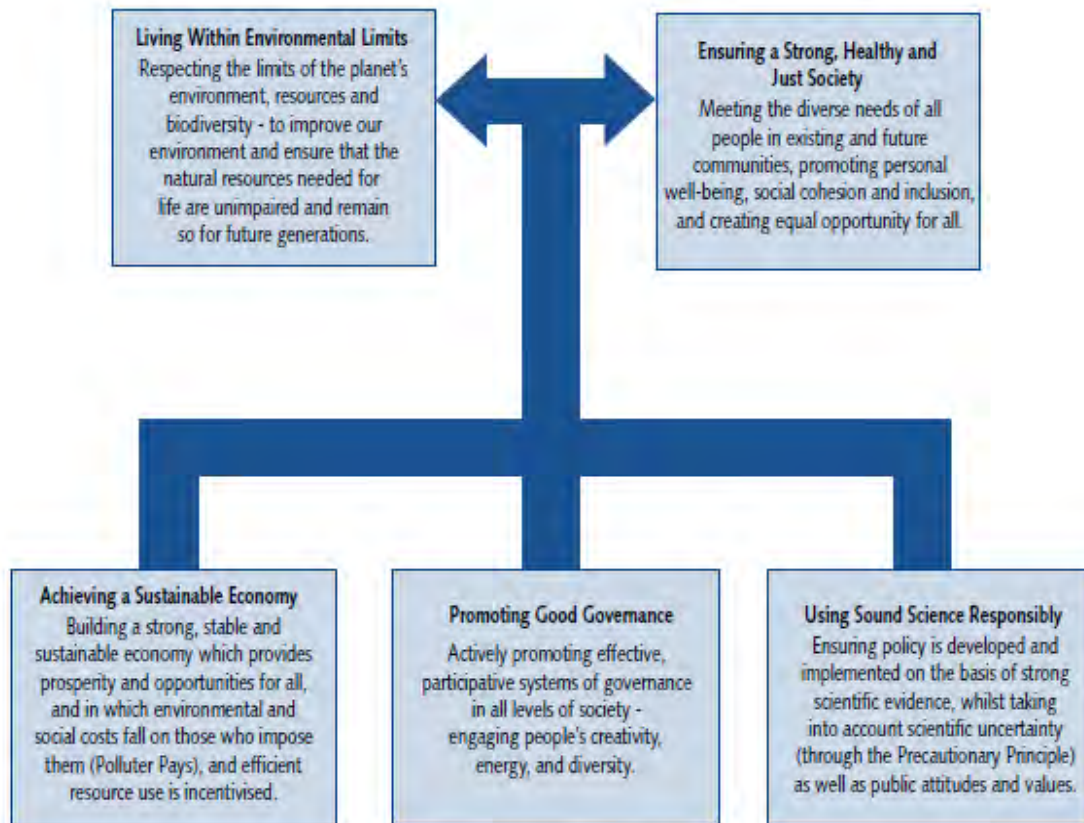 Living Within Environmental Limits
Respecting the limits of the planet's
environment, resources and
biodiversity - to improve our
environment and ensure that the
natural resources needed for
life are unimpaired and remain
so for future generations.
Ensuring a Strong, Healthy and
Just Society
Meeting the diverse needs of all
people in existing and future
communities, promoting personal
well-being, social cohesion and inclusion,
and creating equal opportunity for all.
Achieving a Sustainable Economy
Building a strong, stable and
sustainable economy which provides
prosperity and opportunities for all,
and in which environmental and
social costs fall on those who impose
them (Polluter Pays), and efficient
resource use is incentivised.
Promoting Good Governance
Actively promoting effective,
participative systems of governance
in all levels of society -
engaging people's creativity,
energy, and diversity.
Using Sound Science Responsibly
Ensuring policy is developed and
implemented on the basis of strong
scientific evidence, whilst taking
into account scientific uncertainty
(through the Precautionary Principle)
as well as public attitudes and values.